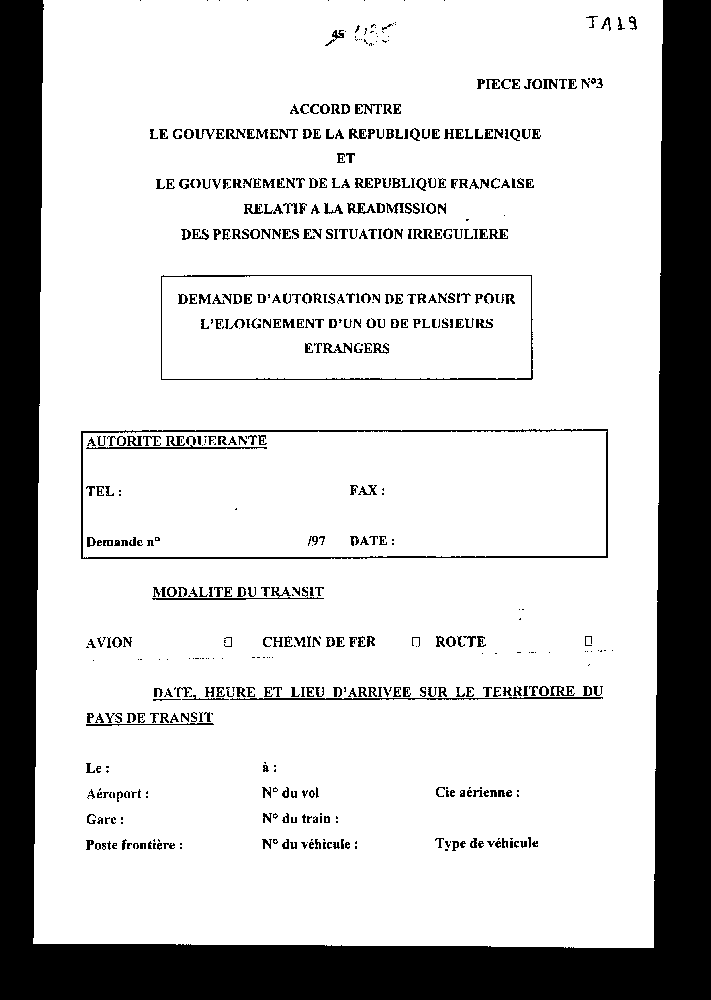 IA19
45 435
PIECE JOINTE N°3
ACCORD ENTRE
LE GOUVERNEMENT DE LA REPUBLIQUE HELLENIQUE
ET
LE GOUVERNEMENT DE LA REPUBLIQUE FRANCAISE
RELATIF A LA READMISSION
DES PERSONNES EN SITUATION IRREGULIERE
DEMANDE D'AUTORISATION DE TRANSIT POUR
L'ELOIGNEMENT D'UN OU DE PLUSIEURS
ETRANGERS
AUTORITE REQUERANTE
TEL : FAX :
Demande n° /97 DATE :
MODALITE DU TRANSIT
AVION □ CHEMIN DE FER □ ROUTE □
DATE, HEURE ET LIEU D'ARRIVEE SUR LE TERRITOIRE DU
PAYS DE TRANSIT
Le : à :
Aéroport : N° du vol Cie aérienne :
Gare : N° du train :
Poste frontière : N° du véhicule : Type de véhicule